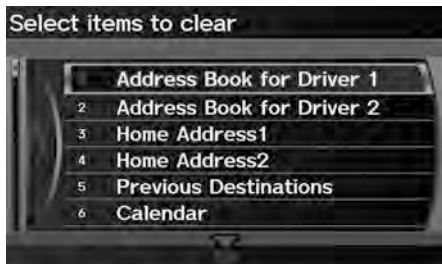 Select items to clear
Address Book for Driver 1
2 Address Book for Driver 2
3 Home Address1
4 Home Address2
5 Previous Destinations
6 Calendar